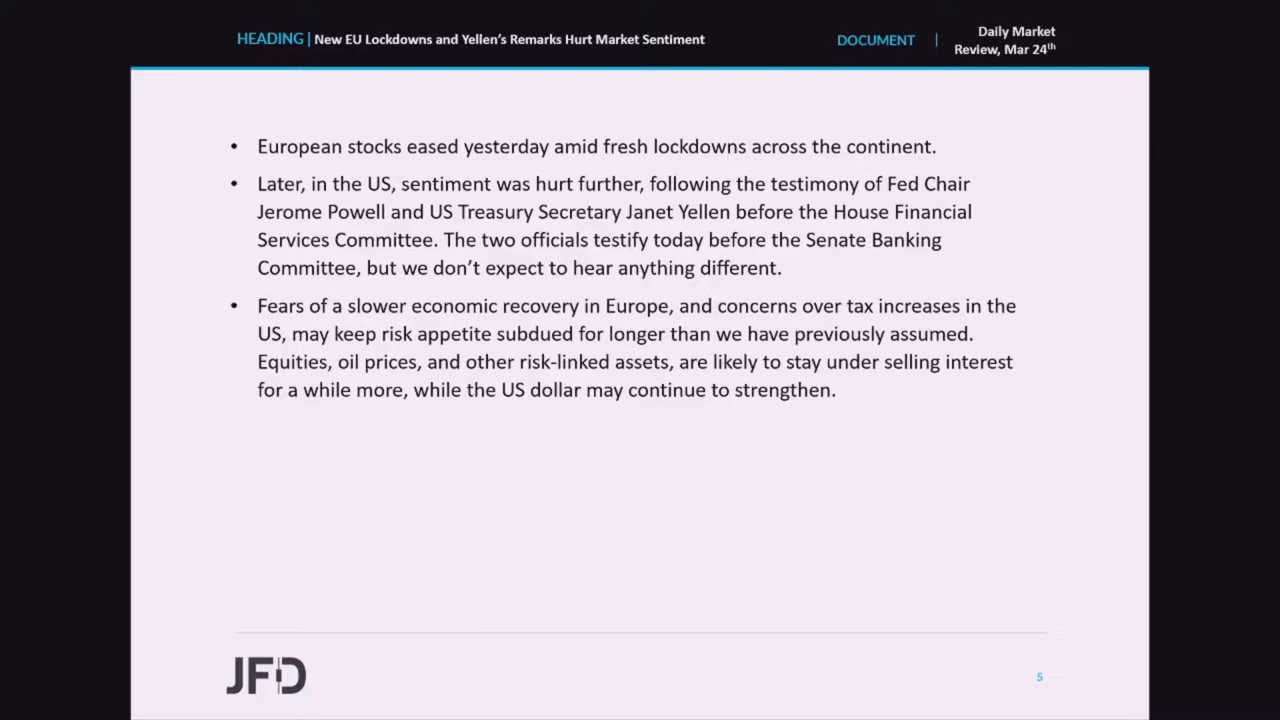 HEADING | New EU Lockdowns and Yellen’s Remarks Hurt Market Sentiment
DOCUMENT | Daily Market
Review, Mar 24th
• European stocks eased yesterday amid fresh lockdowns across the continent.
• Later, in the US, sentiment was hurt further, following the testimony of Fed Chair
Jerome Powell and US Treasury Secretary Janet Yellen before the House Financial
Services Committee. The two officials testify today before the Senate Banking
Committee, but we don’t expect to hear anything different.
• Fears of a slower economic recovery in Europe, and concerns over tax increases in the
US, may keep risk appetite subdued for longer than we have previously assumed.
Equities, oil prices, and other risk-linked assets, are likely to stay under selling interest
for a while more, while the US dollar may continue to strengthen.
JFD
5